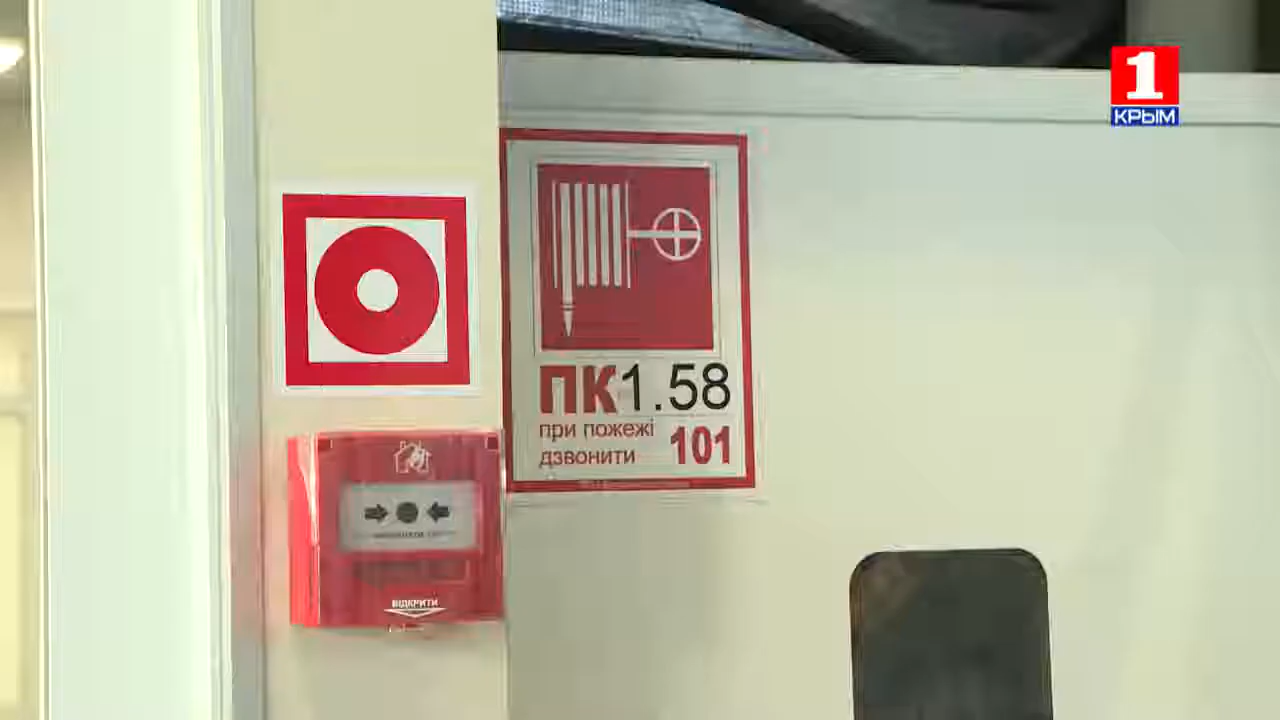 1
КРЫМ
ПК1.58
при пожежі
дзвонити 101
ВІДКРИТИ